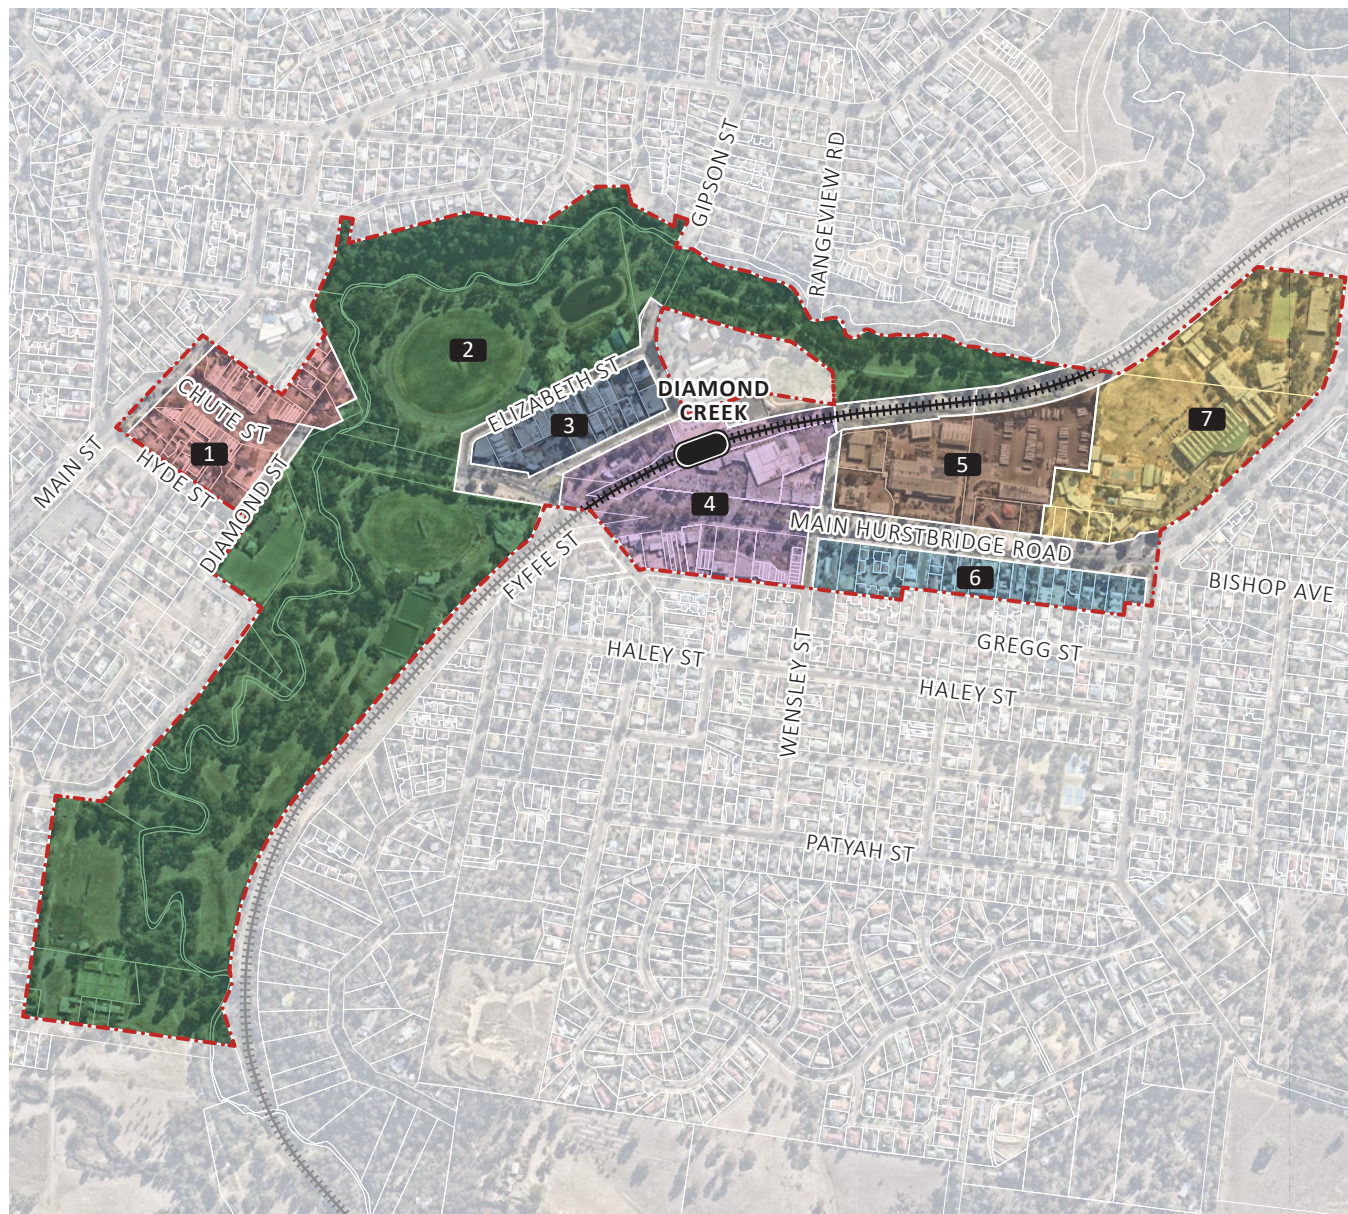 GIPSON ST
RANGEVIEW RD
2
ELIZABETH ST
DIAMOND
CREEK
CHUTE ST
3
7
1
MAIN ST
HYDE ST
DIAMOND ST
5
4
MAIN HURSTBRIDGE ROAD
FYFFE ST
6
BISHOP AVE
HALEY ST
GREGG ST
WENSLEY ST
HALEY ST
PATYAH ST